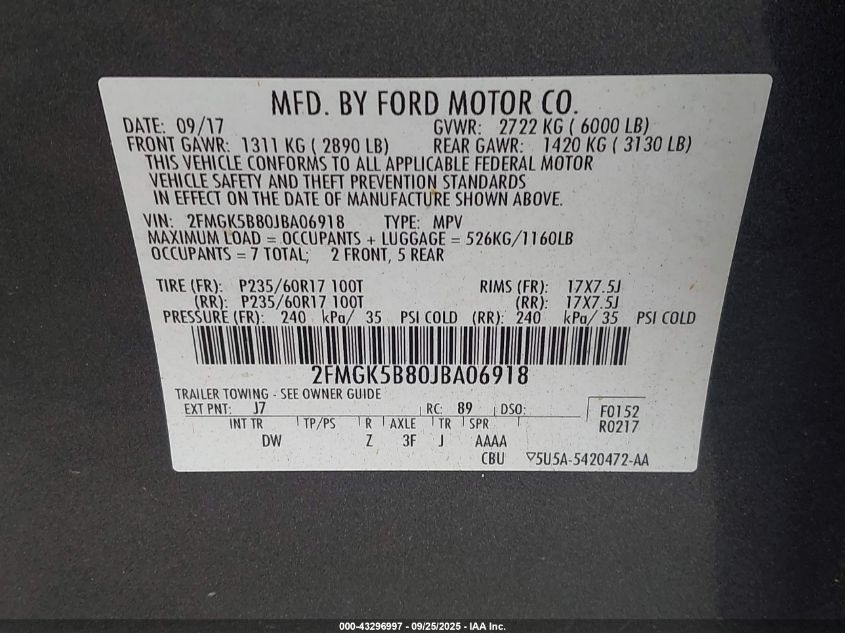 MFD. BY FORD MOTOR CO.
DATE: 09/17 GVWR: 2722 KG ( 6000 LB)
FRONT GAWR: 1311 KG ( 2890 LB) REAR GAWR: 1420 KG ( 3130 LB)
THIS VEHICLE CONFORMS TO ALL APPLICABLE FEDERAL MOTOR
VEHICLE SAFETY AND THEFT PREVENTION STANDARDS
IN EFFECT ON THE DATE OF MANUFACTURE SHOWN ABOVE.
VIN: 2FMGK5B80JBA06918 TYPE: MPV
MAXIMUM LOAD = OCCUPANTS + LUGGAGE = 526KG/1160LB
OCCUPANTS = 7 TOTAL; 2 FRONT, 5 REAR
TIRE (FR): P235/60R17 100T RIMS (FR): 17X7.5J
(RR): P235/60R17 100T (RR): 17X7.5J
PRESSURE (FR): 240 kPa/ 35 PSI COLD (RR): 240 kPa/ 35 PSI COLD
2FMGK5B80JBA06918
TRAILER TOWING - SEE OWNER GUIDE
EXT PNT: J7 RC: 89 DSO: F0152
INT TR TP/PS R AXLE TR SPR R0217
DW Z 3F J AAAA
CBU ▽5U5A-5420472-AA
000-43296997 - 09/25/2025 - IAA Inc.